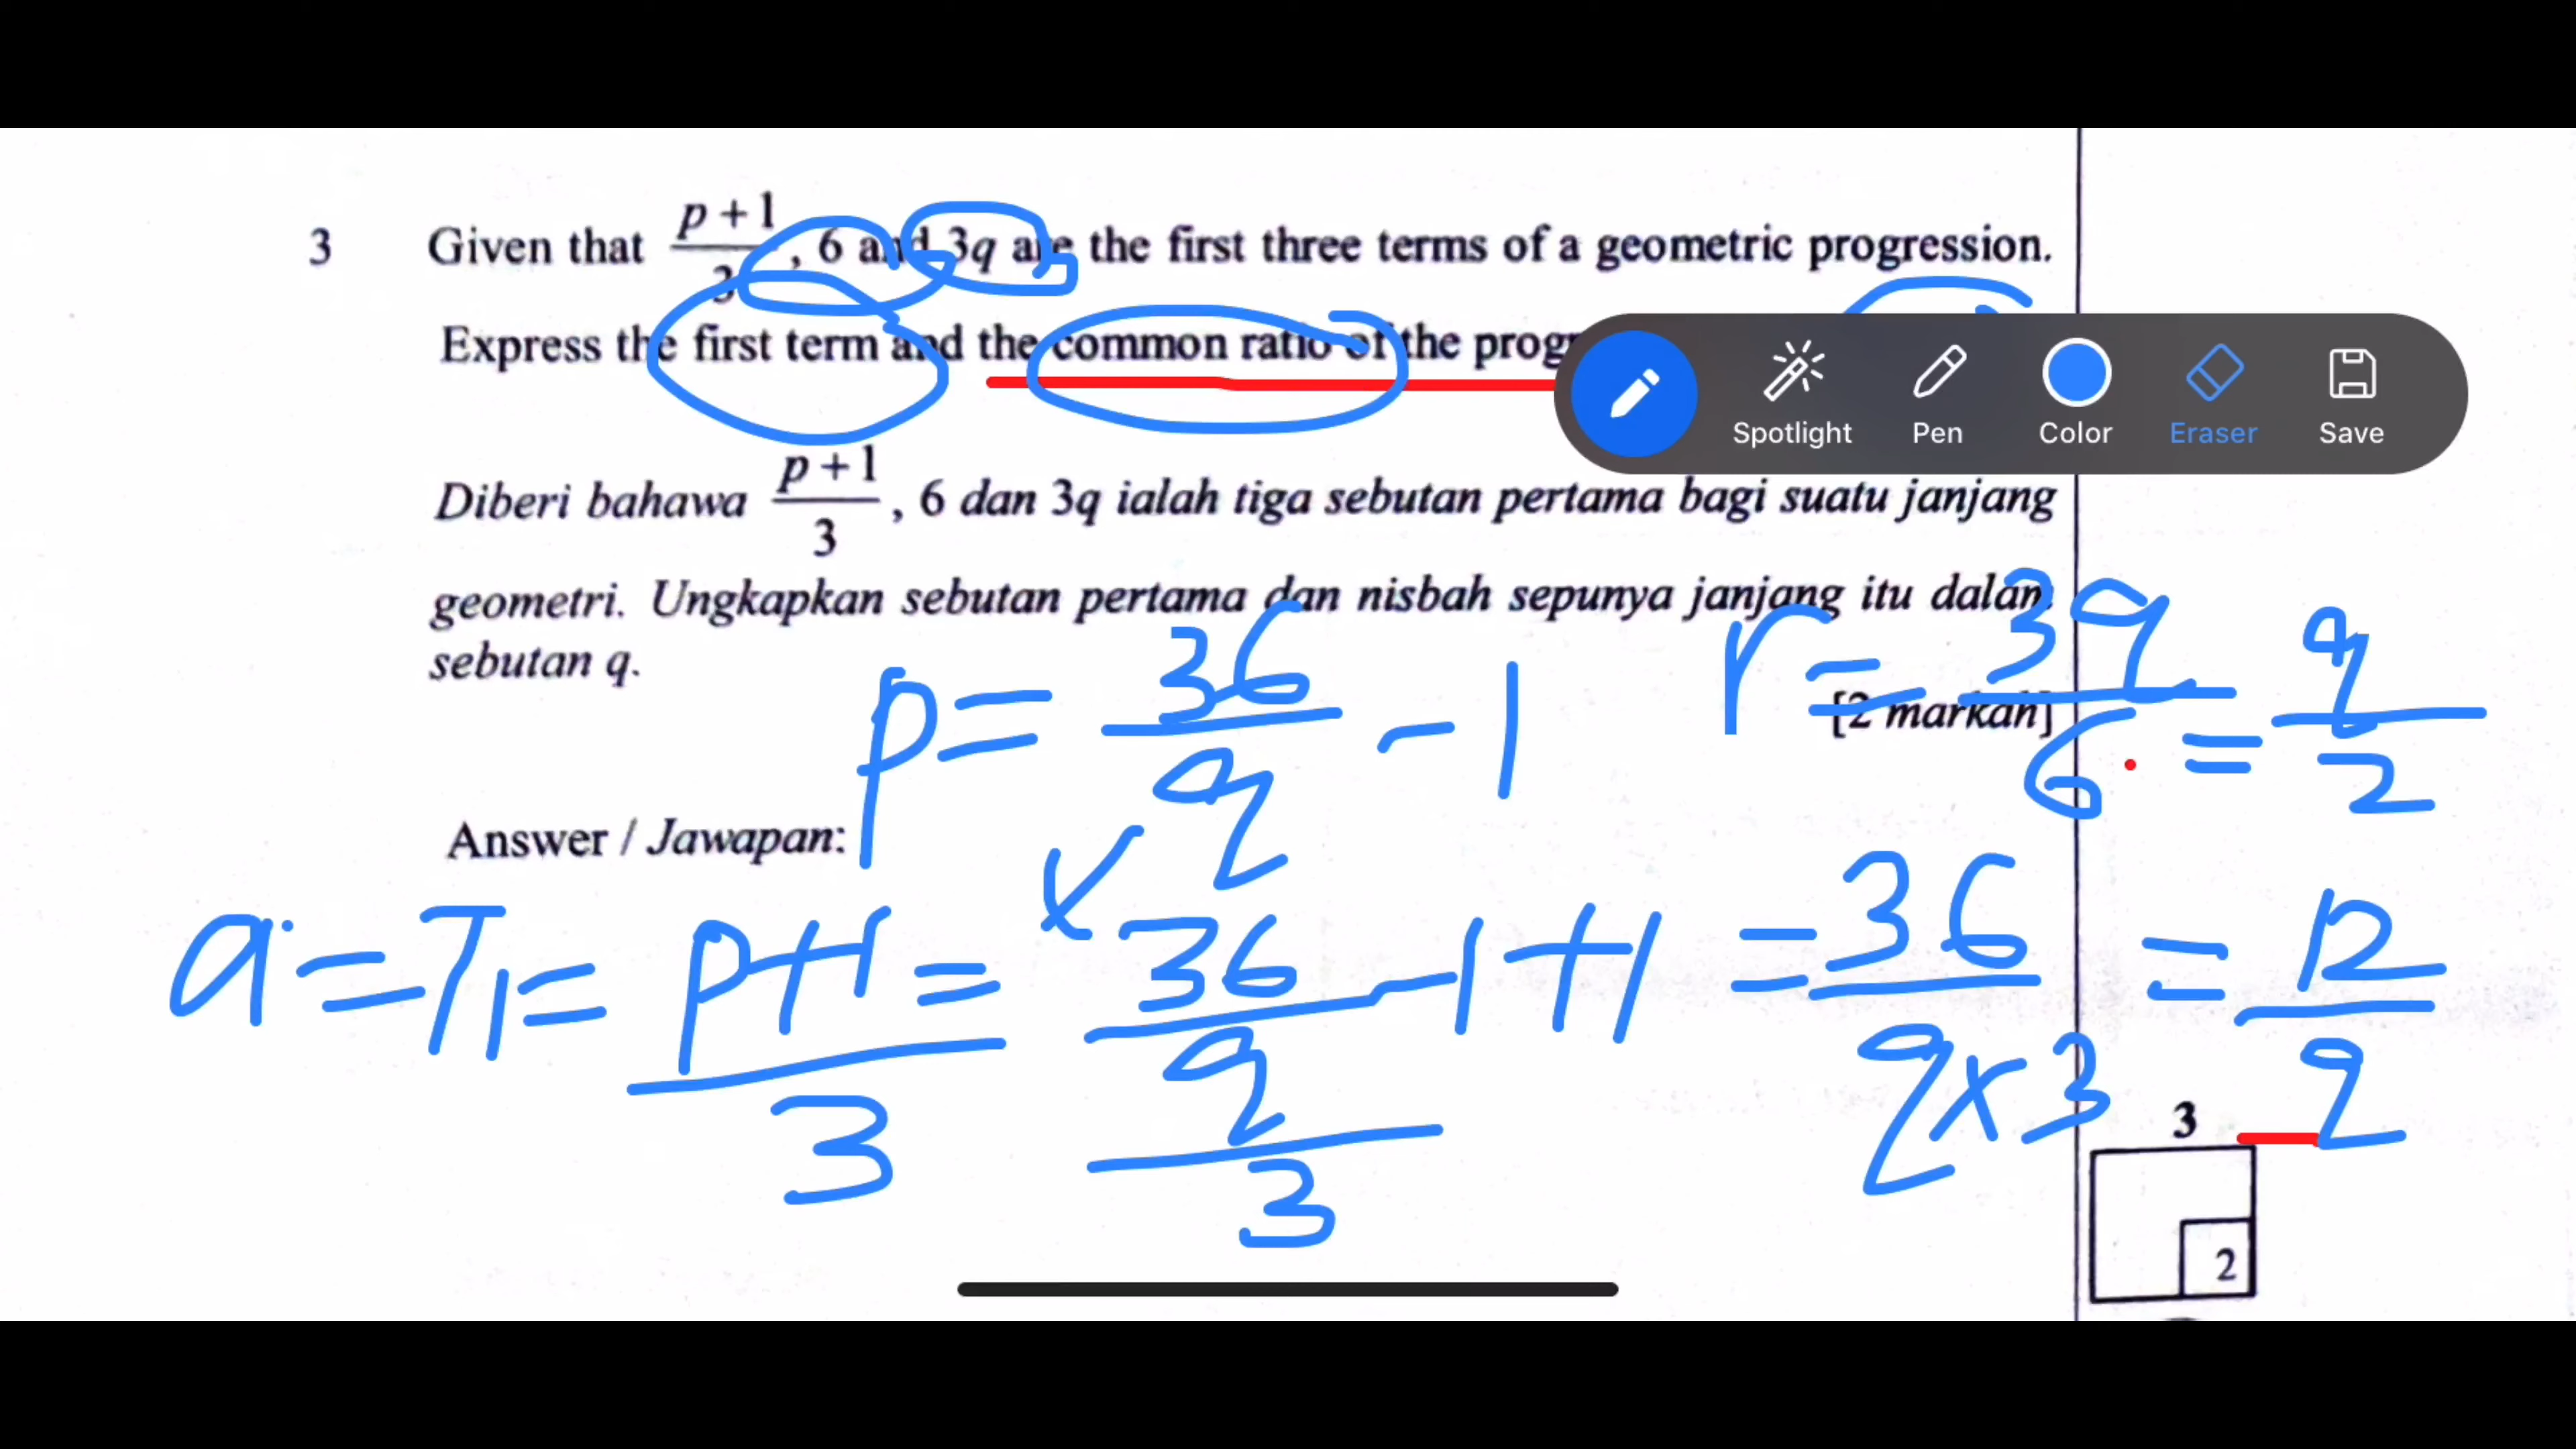 3 Given that p + 1 / 3 , 6 and 3q are the first three terms of a geometric progression.
Express the first term and the common ratio of the prog
Spotlight Pen Color Eraser Save
Diberi bahawa p + 1 / 3 , 6 dan 3q ialah tiga sebutan pertama bagi suatu janjang
geometri. Ungkapkan sebutan pertama dan nisbah sepunya janjang itu dalam
sebutan q.
[2 markah]
p = 36 / q - 1
r = 3q / 6 = q / 2
Answer / Jawapan:
a = T1 = p+1 / 3 = 36 / q - 1 + 1 / 3 = 36 / q × 3 = 12 / q
3
2